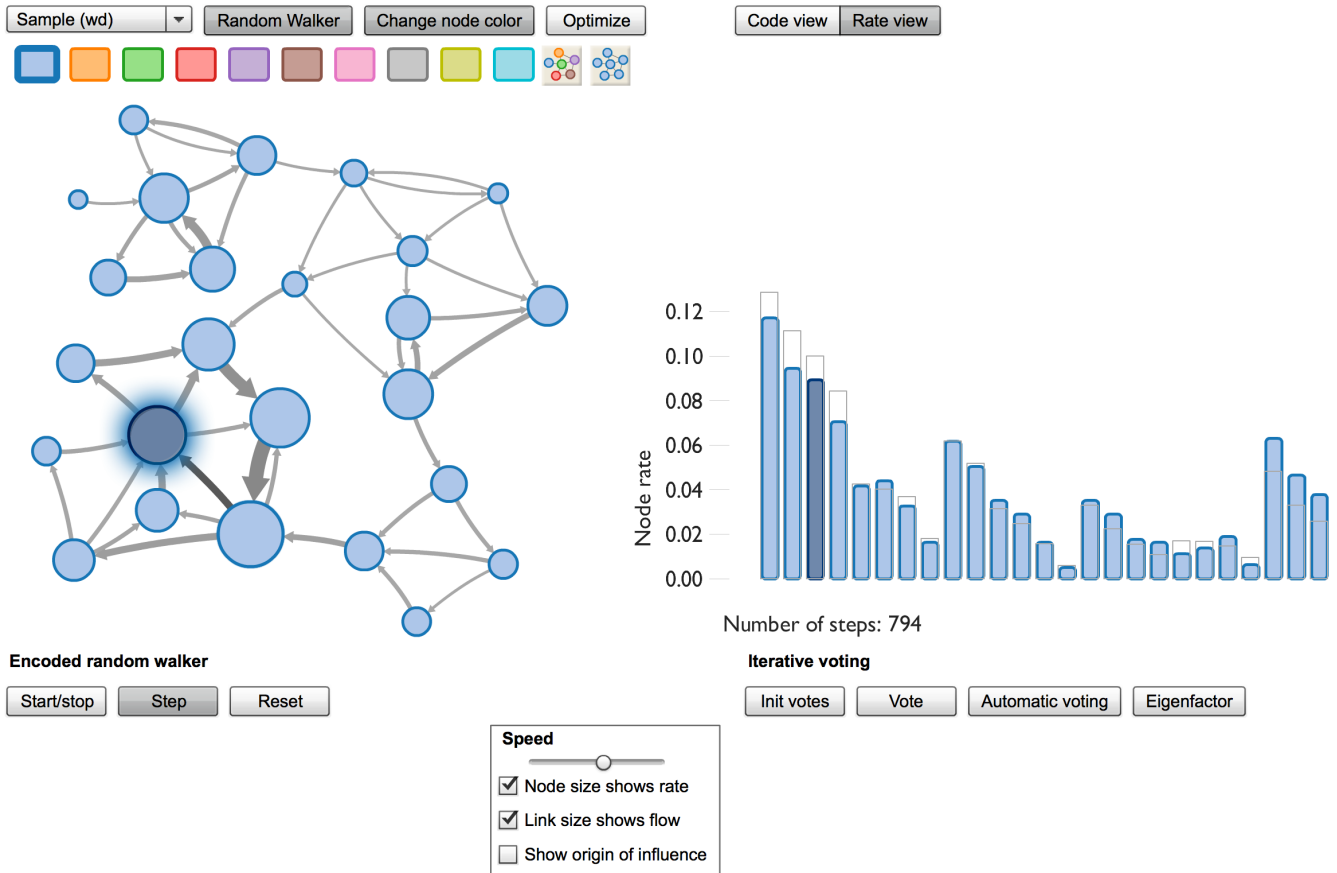 Sample (wd) Random Walker Change node color Optimize Code view Rate view
0.12
0.10
0.08
0.06
0.04
0.02
0.00
Node rate
Number of steps: 794
Encoded random walker Iterative voting
Start/stop Step Reset Init votes Vote Automatic voting Eigenfactor
Speed
Node size shows rate
Link size shows flow
Show origin of influence